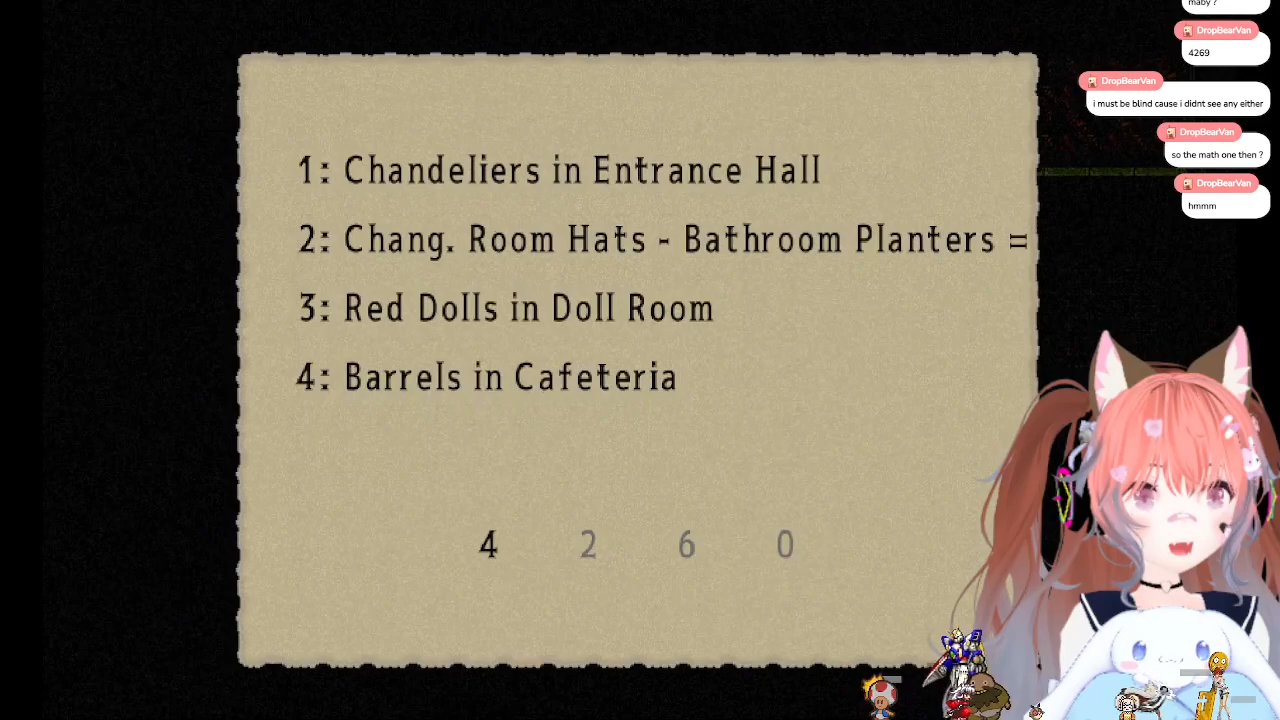 maby ?
DropBearVan
4269
DropBearVan
i must be blind cause i didnt see any either
DropBearVan
so the math one then ?
DropBearVan
hmmm
1: Chandeliers in Entrance Hall
2: Chang. Room Hats - Bathroom Planters =
3: Red Dolls in Doll Room
4: Barrels in Cafeteria
4 2 6 0